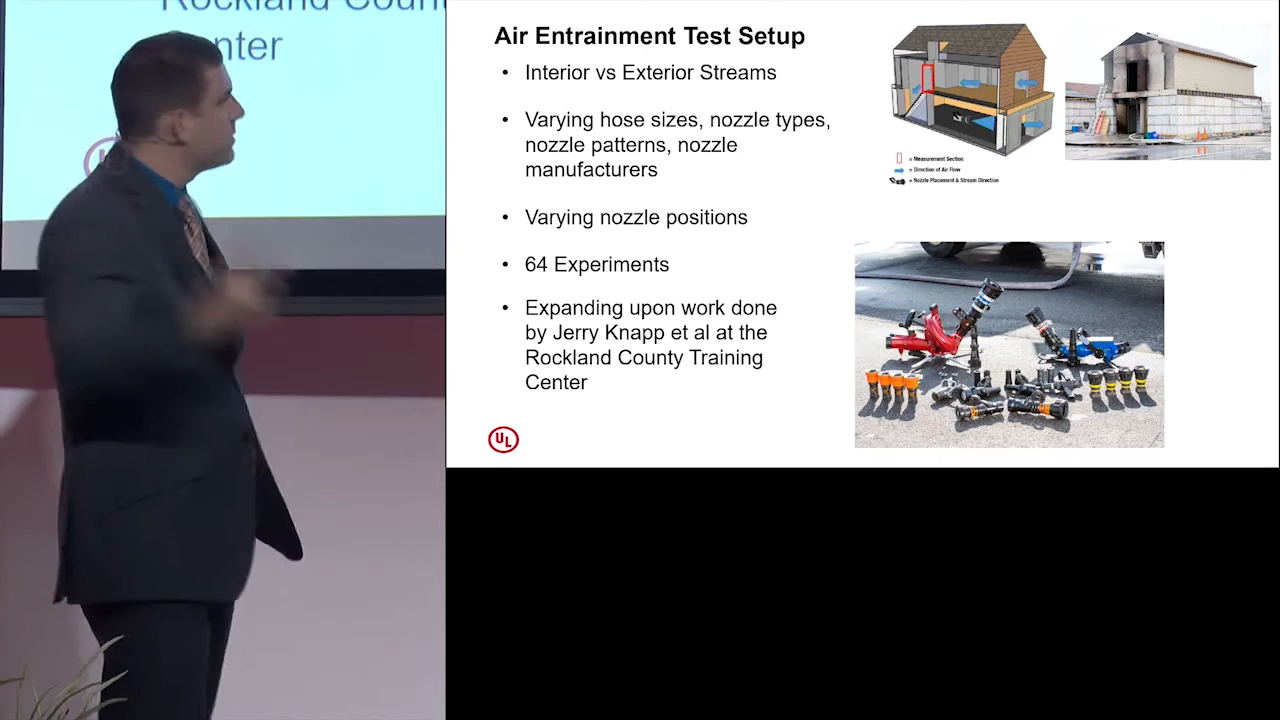 Rockland Count
enter
Air Entrainment Test Setup
• Interior vs Exterior Streams
• Varying hose sizes, nozzle types,
nozzle patterns, nozzle
manufacturers
• Varying nozzle positions
• 64 Experiments
• Expanding upon work done
by Jerry Knapp et al at the
Rockland County Training
Center
UL
= Measurement Section
= Direction of Air Flow
= Nozzle Placement & Stream Direction